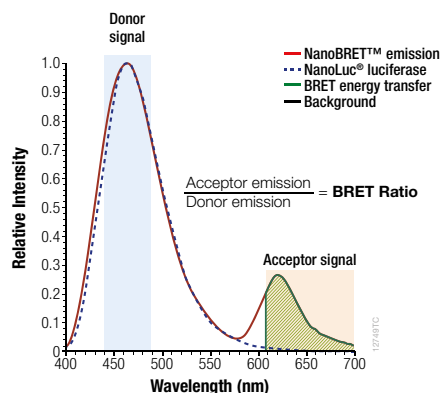 Donor
signal
NanoBRET™ emission
NanoLuc® luciferase
BRET energy transfer
Background
1.0
0.9
0.8
0.7
0.6
0.5
0.4
0.3
0.2
0.1
0
Relative Intensity
Acceptor emission
Donor emission
= BRET Ratio
Acceptor signal
400 450 500 550 600 650 700
Wavelength (nm)
12749TC